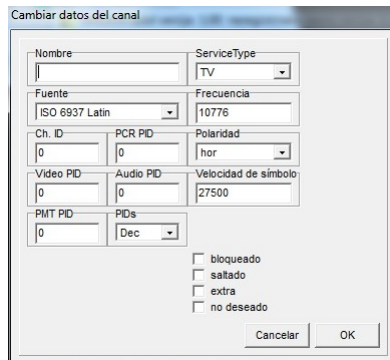 Cambiar datos del canal
Nombre
ServiceType
TV
Fuente
Frecuencia
ISO 6937 Latin
10776
Ch. ID
PCR PID
Polaridad
0
0
hor
Video PID
Audio PID
Velocidad de símbolo
0
0
27500
PMT PID
PIDs
0
Dec
bloqueado
saltado
extra
no deseado
Cancelar
OK